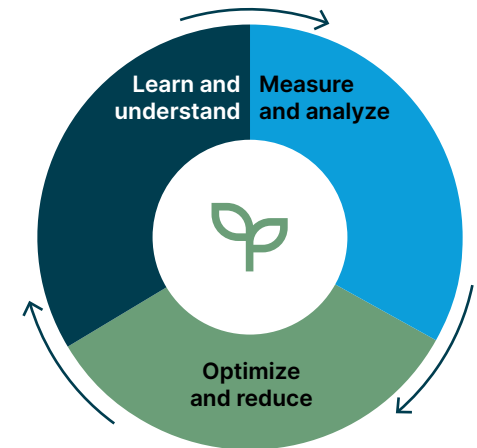 Learn and
understand
Measure
and analyze
Optimize
and reduce